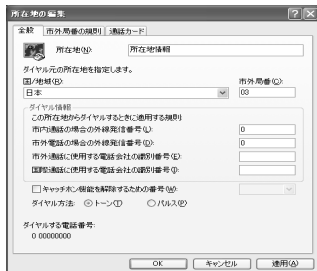 所在地の編集
全般 市外局番の規則 通話カード
所在地(N): 所在地情報
ダイヤル元の所在地を指定します。
国/地域(R): 市外局番(C):
日本 03
ダイヤル情報
この所在地からダイヤルするときに適用する規則
市内通話の場合の外線発信番号(L): 0
市外電話の場合の外線発信番号(D): 0
市外通話に使用する電話会社の識別番号(E):
国際通話に使用する電話会社の識別番号(I):
キャッチホン機能を解除するための番号(W):
ダイヤル方法: トーン(T) パルス(P)
ダイヤルする電話番号:
0 00000000
OK キャンセル 適用(A)